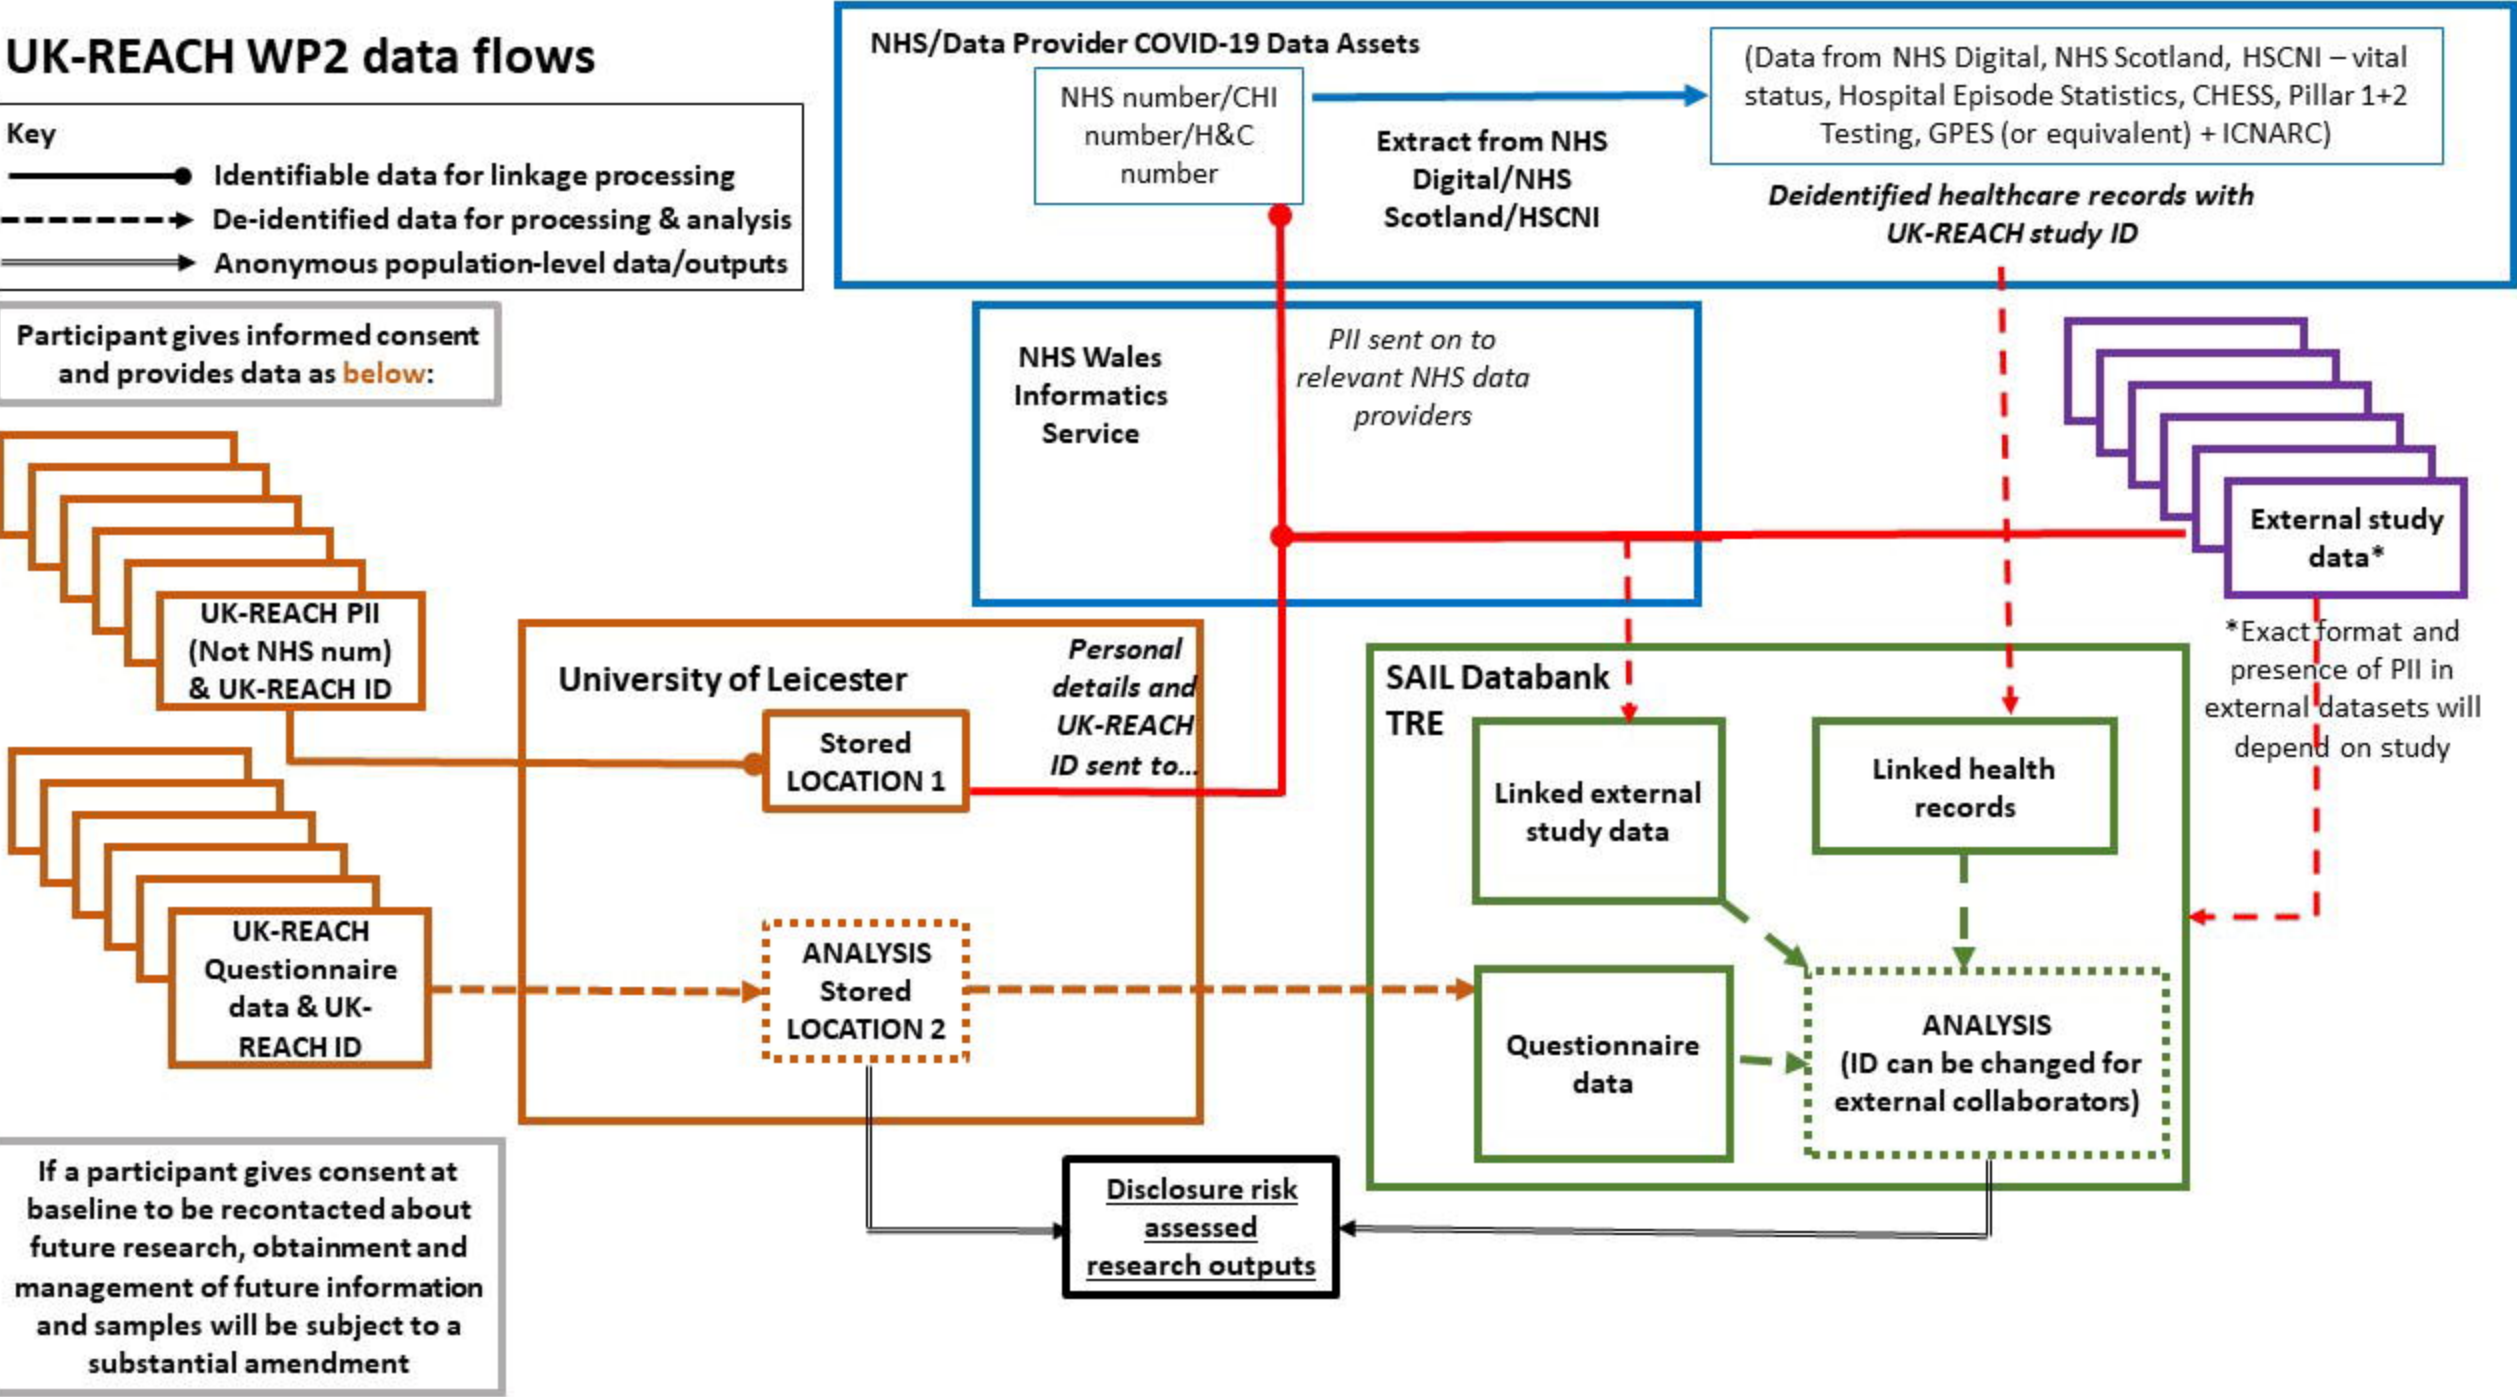 UK-REACH WP2 data flows
Key
Identifiable data for linkage processing
De-identified data for processing & analysis
Anonymous population-level data/outputs
NHS/Data Provider COVID-19 Data Assets
NHS number/CHI
number/H&C
number
Extract from NHS
Digital/NHS
Scotland/HSCNI
(Data from NHS Digital, NHS Scotland, HSCNI – vital
status, Hospital Episode Statistics, CHESS, Pillar 1+2
Testing, GPES (or equivalent) + ICNARC)
Deidentified healthcare records with
UK-REACH study ID
Participant gives informed consent
and provides data as below:
NHS Wales
Informatics
Service
PII sent on to
relevant NHS data
providers
External study
data*
*Exact format and
presence of PII in
external datasets will
depend on study
UK-REACH PII
(Not NHS num)
& UK-REACH ID
University of Leicester
Personal
details and
UK-REACH
ID sent to...
Stored
LOCATION 1
SAIL Databank
TRE
Linked external
study data
Linked health
records
UK-REACH
Questionnaire
data & UK-
REACH ID
ANALYSIS
Stored
LOCATION 2
Questionnaire
data
ANALYSIS
(ID can be changed for
external collaborators)
Disclosure risk
assessed
research outputs
If a participant gives consent at
baseline to be recontacted about
future research, obtainment and
management of future information
and samples will be subject to a
substantial amendment